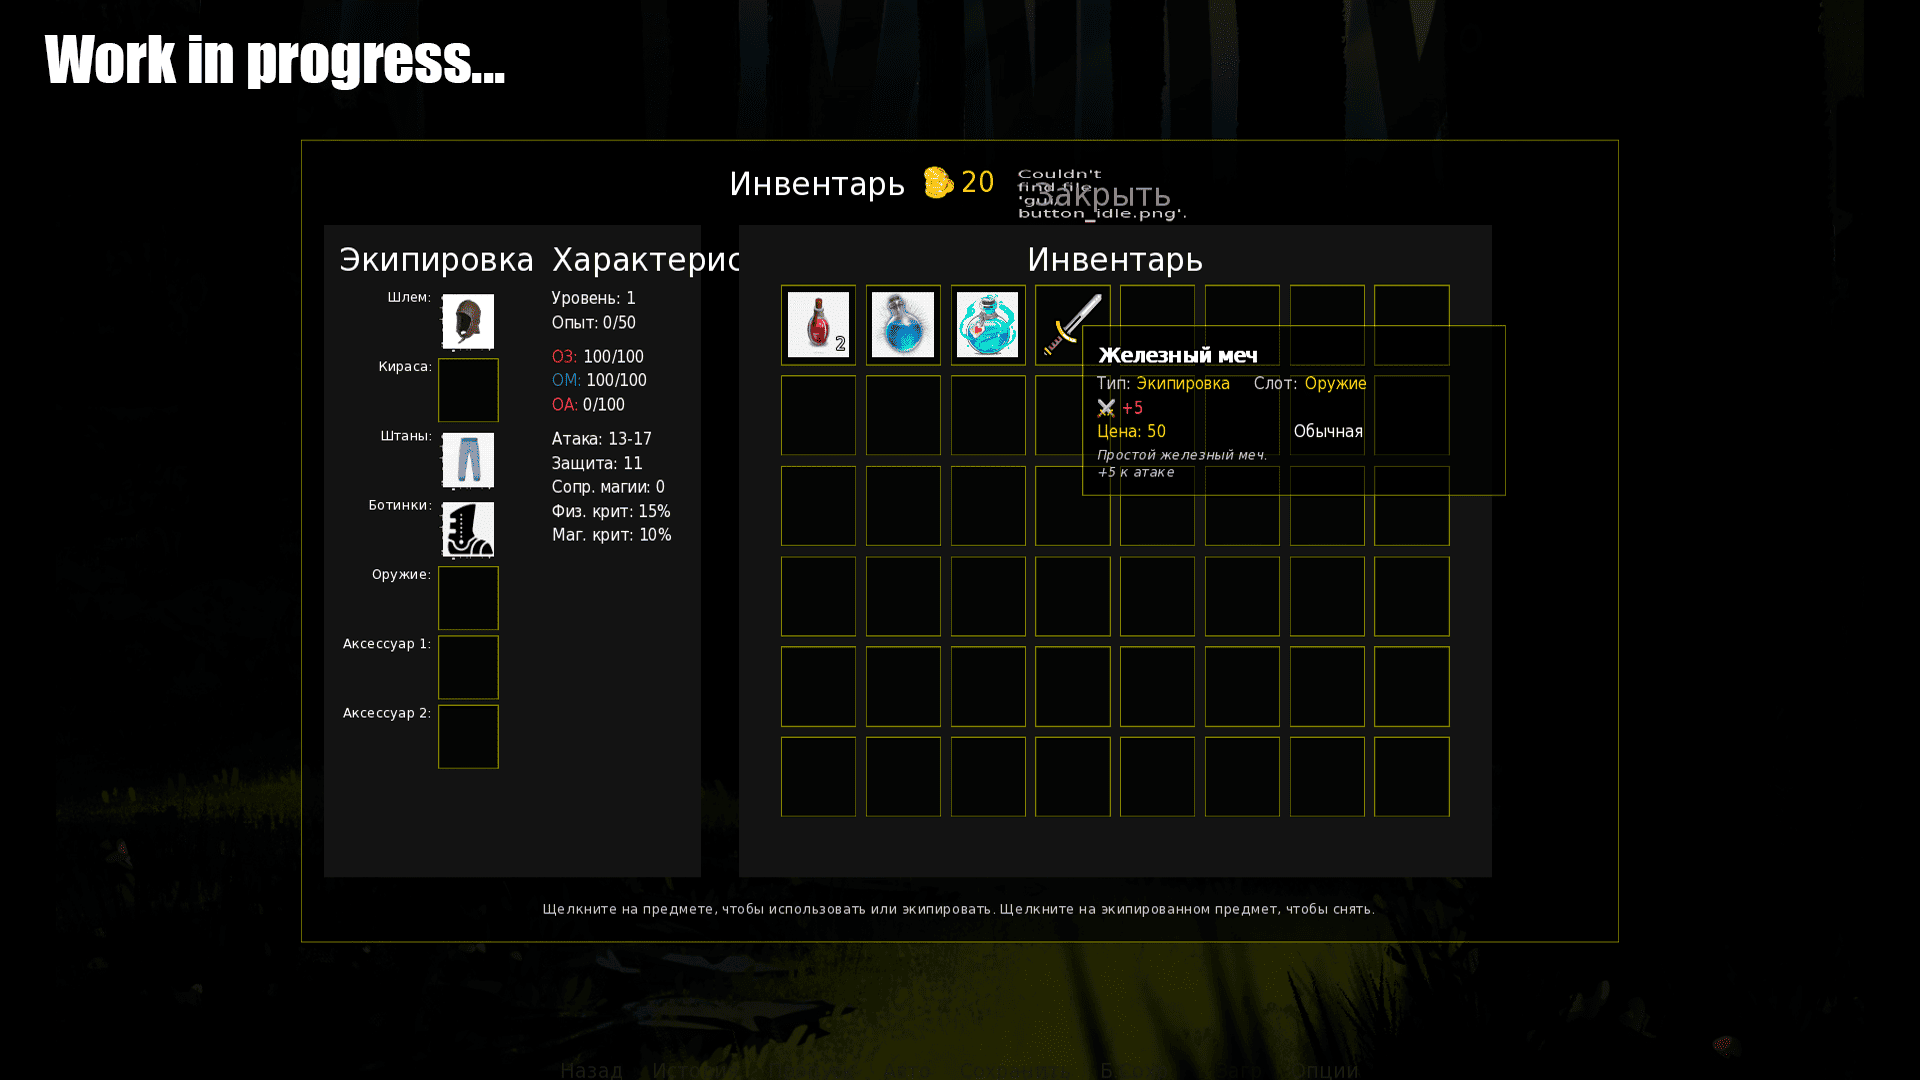 Work in progress...
Инвентарь 20
Couldn't
find file
'gui/
button_idle.png'.
Закрыть
Экипировка Характерис
Шлем:
Кираса:
Штаны:
Ботинки:
Оружие:
Аксессуар 1:
Аксессуар 2:
Уровень: 1
Опыт: 0/50
ОЗ: 100/100
ОМ: 100/100
ОА: 0/100
Атака: 13-17
Защита: 11
Сопр. магии: 0
Физ. крит: 15%
Маг. крит: 10%
Инвентарь
2
Железный меч
Тип: Экипировка Слот: Оружие
+5
Цена: 50 Обычная
Простой железный меч.
+5 к атаке
Щелкните на предмете, чтобы использовать или экипировать. Щелкните на экипированном предмет, чтобы снять.
Назад Авто Опции